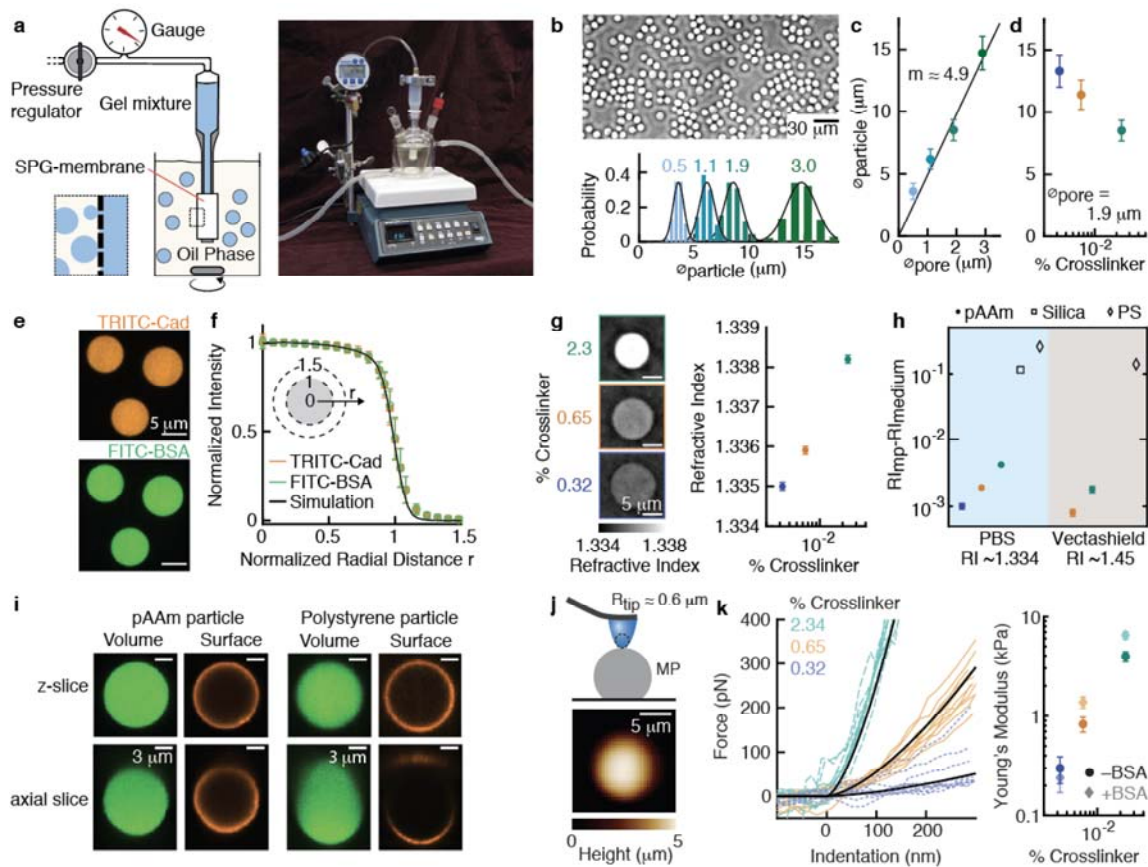 a
Gauge
Pressure
regulator
Gel mixture
SPG-membrane
Oil Phase
b
30 μm
Probability
0.4
0.2
0
0.5
1.1
1.9
3.0
0
5
10
15
⌀particle (μm)
c
⌀particle (μm)
15
10
5
0
m ≈ 4.9
0
1
2
3
⌀pore (μm)
d
15
10
5
0
⌀pore =
1.9 μm
10-2
% Crosslinker
e
TRITC-Cad
5 μm
FITC-BSA
f
Normalized Intensity
1
0.5
0
1.5
1
0
r
TRITC-Cad
FITC-BSA
Simulation
0
0.5
1
1.5
Normalized Radial Distance r
g
% Crosslinker
2.3
0.65
0.32
5 μm
1.334
1.338
Refractive Index
Refractive Index
1.339
1.338
1.337
1.336
1.335
1.334
10-2
% Crosslinker
h
pAAm
Silica
PS
RImp-RImedium
10-1
10-2
10-3
PBS
RI ~1.334
Vectashield
RI ~1.45
i
pAAm particle
Polystyrene particle
Volume
Surface
Volume
Surface
z-slice
axial slice
3 μm
3 μm
j
Rtip ≈ 0.6 μm
MP
5 μm
0
5
Height (μm)
k
% Crosslinker
2.34
0.65
0.32
Force (pN)
400
300
200
100
0
0
100
200
Indentation (nm)
Young's Modulus (kPa)
10
1
0.1
−BSA
+BSA
10-2
% Crosslinker